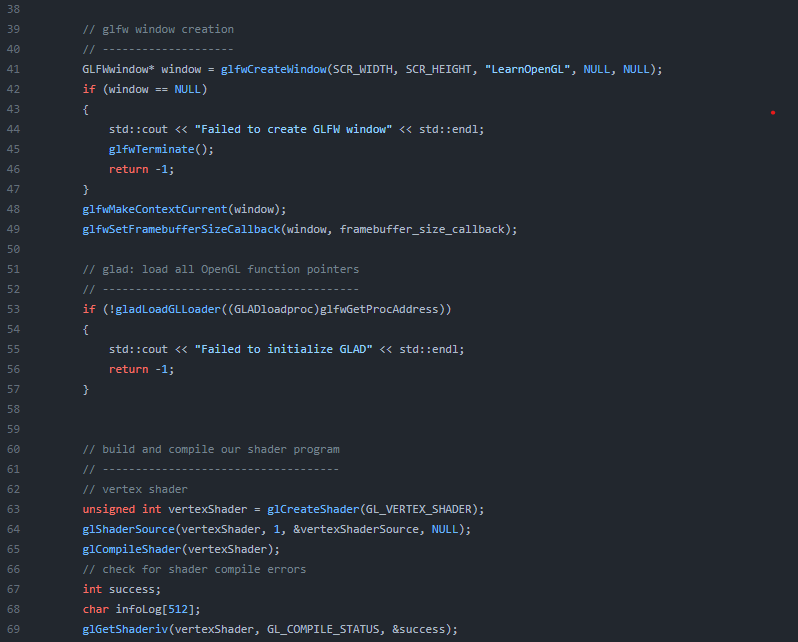 38
39 // glfw window creation
40 // --------------------
41 GLFWwindow* window = glfwCreateWindow(SCR_WIDTH, SCR_HEIGHT, "LearnOpenGL", NULL, NULL);
42 if (window == NULL)
43 {
44 std::cout << "Failed to create GLFW window" << std::endl;
45 glfwTerminate();
46 return -1;
47 }
48 glfwMakeContextCurrent(window);
49 glfwSetFramebufferSizeCallback(window, framebuffer_size_callback);
50
51 // glad: load all OpenGL function pointers
52 // ---------------------------------------
53 if (!gladLoadGLLoader((GLADloadproc)glfwGetProcAddress))
54 {
55 std::cout << "Failed to initialize GLAD" << std::endl;
56 return -1;
57 }
58
59
60 // build and compile our shader program
61 // ------------------------------------
62 // vertex shader
63 unsigned int vertexShader = glCreateShader(GL_VERTEX_SHADER);
64 glShaderSource(vertexShader, 1, &vertexShaderSource, NULL);
65 glCompileShader(vertexShader);
66 // check for shader compile errors
67 int success;
68 char infoLog[512];
69 glGetShaderiv(vertexShader, GL_COMPILE_STATUS, &success);